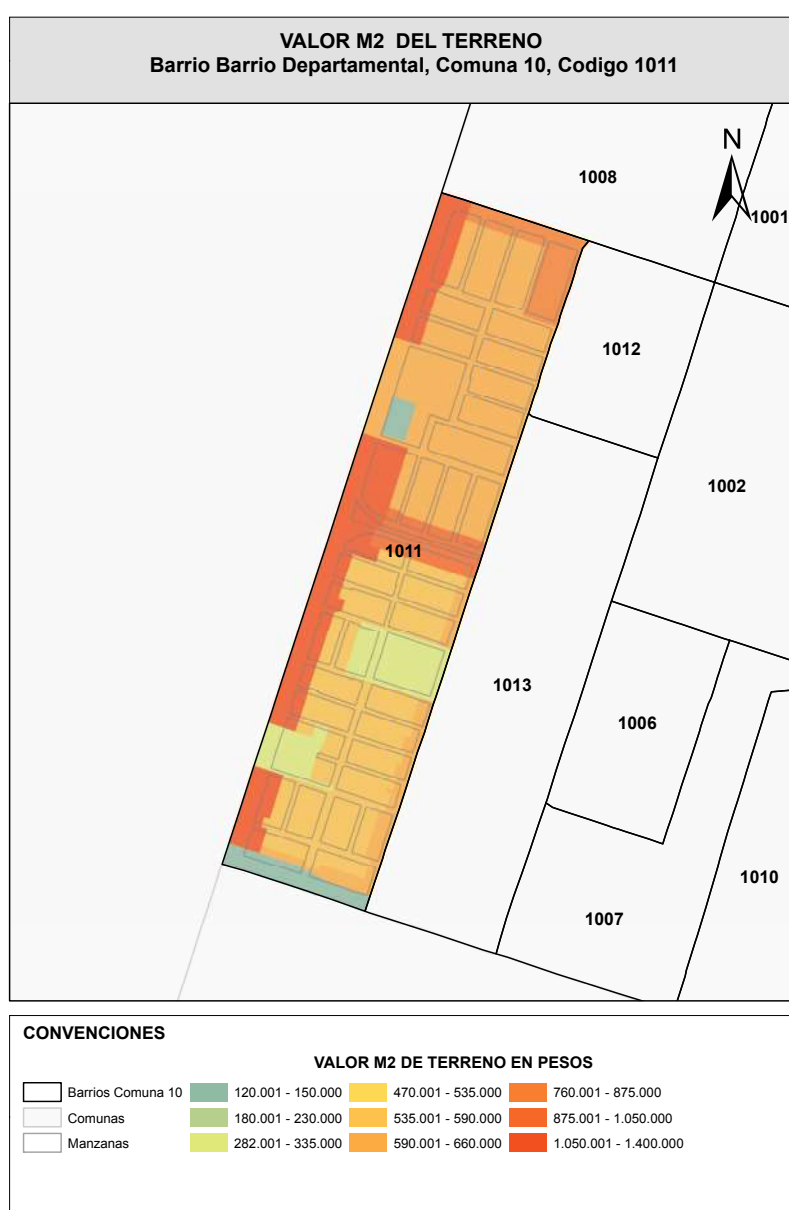 VALOR M2 DEL TERRENO
Barrio Barrio Departamental, Comuna 10, Codigo 1011
N
1008
1001
1012
1002
1011
1013
1006
1010
1007
CONVENCIONES
VALOR M2 DE TERRENO EN PESOS
Barrios Comuna 10
120.001 - 150.000
470.001 - 535.000
760.001 - 875.000
Comunas
180.001 - 230.000
535.001 - 590.000
875.001 - 1.050.000
Manzanas
282.001 - 335.000
590.001 - 660.000
1.050.001 - 1.400.000